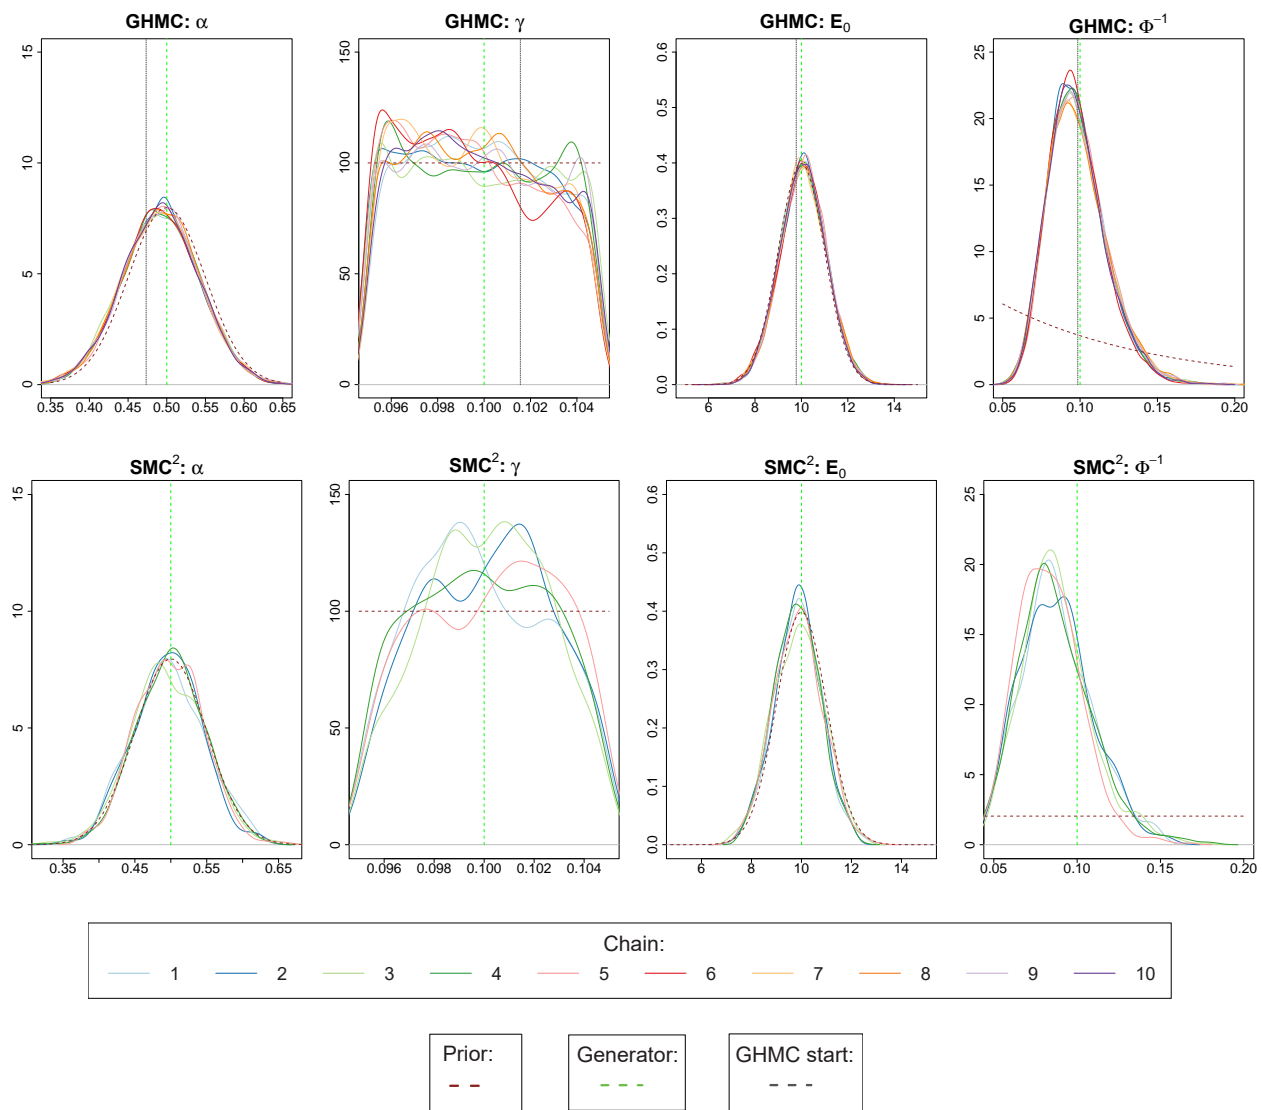 GHMC: α
GHMC: γ
GHMC: E₀
GHMC: Φ⁻¹
15
10
5
0
0.35 0.40 0.45 0.50 0.55 0.60 0.65
150
100
50
0
0.096 0.098 0.100 0.102 0.104
0.6
0.5
0.4
0.3
0.2
0.1
0.0
6 8 10 12 14
25
20
15
10
5
0
0.05 0.10 0.15 0.20
SMC²: α
SMC²: γ
SMC²: E₀
SMC²: Φ⁻¹
15
10
5
0
0.35 0.45 0.55 0.65
150
100
50
0
0.096 0.098 0.100 0.102 0.104
0.6
0.5
0.4
0.3
0.2
0.1
0.0
6 8 10 12 14
25
20
15
10
5
0
0.05 0.10 0.15 0.20
Chain:
1 2 3 4 5 6 7 8 9 10
Prior:
Generator:
GHMC start: